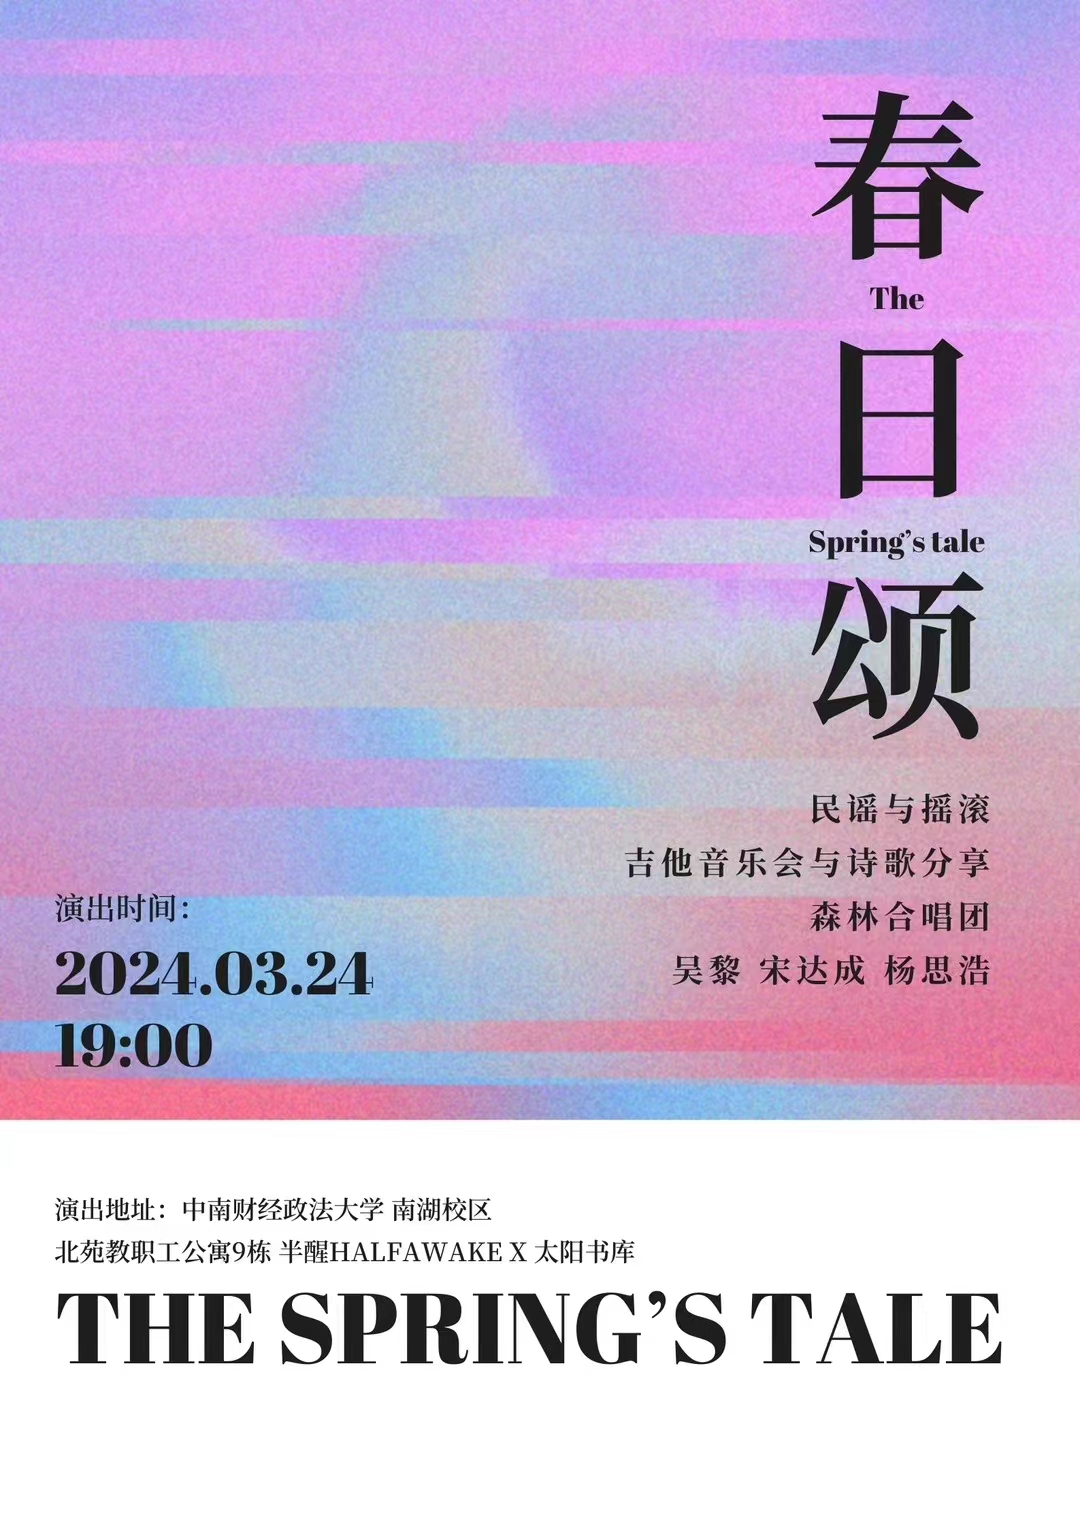 春
The
日
Spring’s tale
颂
民谣与摇滚
吉他音乐会与诗歌分享
森林合唱团
吴黎 宋达成 杨思浩
演出时间：
2024.03.24
19:00
演出地址：中南财经政法大学 南湖校区
北苑教职工公寓9栋 半醒HALFAWAKE X 太阳书库
THE SPRING’S TALE